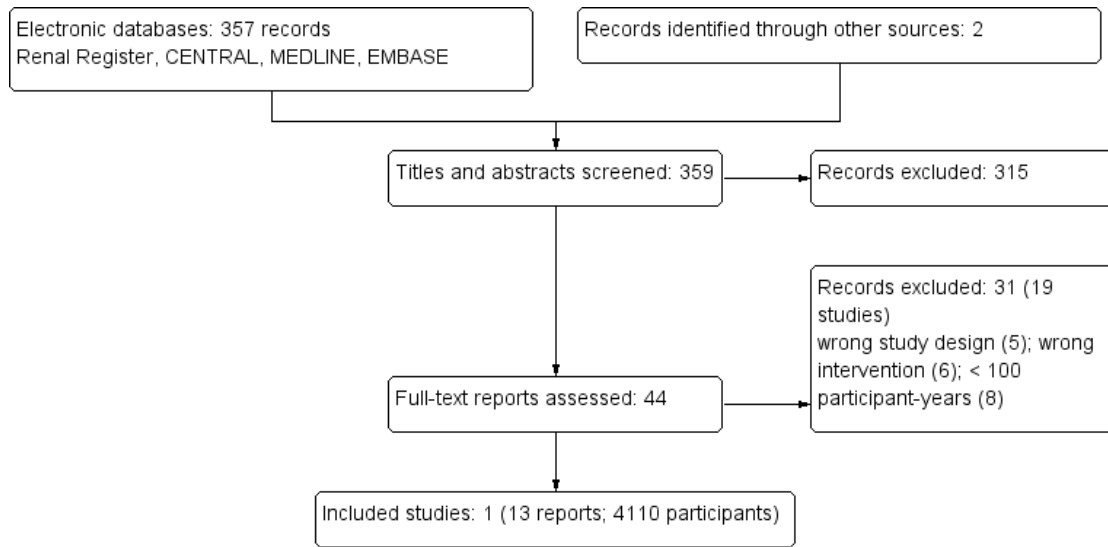 Electronic databases: 357 records
Renal Register, CENTRAL, MEDLINE, EMBASE
Records identified through other sources: 2
Titles and abstracts screened: 359
Records excluded: 315
Records excluded: 31 (19
studies)
wrong study design (5); wrong
intervention (6); < 100
participant-years (8)
Full-text reports assessed: 44
Included studies: 1 (13 reports; 4110 participants)